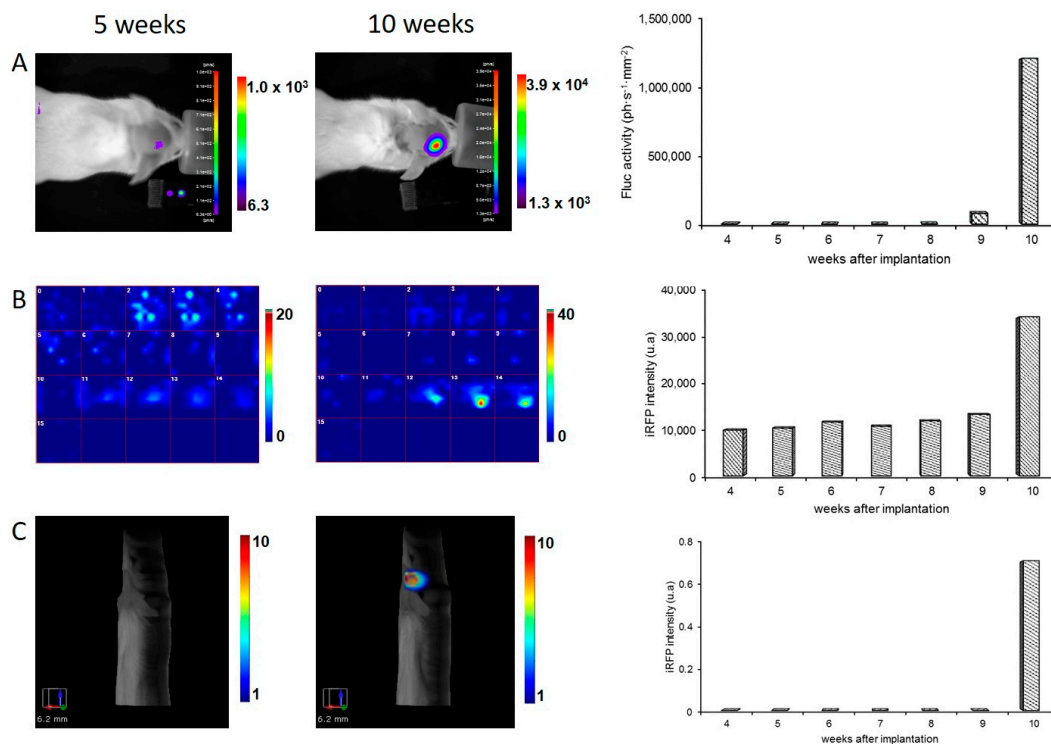 5 weeks
10 weeks
A
1.0 x 10³
6.3
3.9 x 10⁴
1.3 x 10³
Fluc activity (ph·s⁻¹·mm⁻²)
1,500,000
1,000,000
500,000
0
4 5 6 7 8 9 10
weeks after implantation
B
0 1 2 3 4
5 6 7 8 9
10 11 12 13 14
15
20
0
0 1 2 3 4
5 6 7 8 9
10 11 12 13 14
15
40
0
iRFP intensity (u.a)
40,000
30,000
20,000
10,000
0
4 5 6 7 8 9 10
weeks after implantation
C
10
1
6.2 mm
10
1
6.2 mm
iRFP intensity (u.a)
0.8
0.6
0.4
0.2
0
4 5 6 7 8 9 10
weeks after implantation